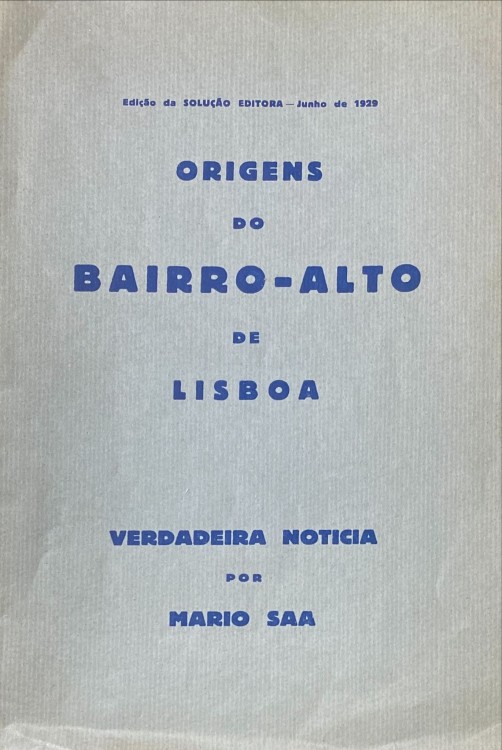 Edição da SOLUÇÃO EDITORA — Junho de 1929
ORIGENS
DO
BAIRRO-ALTO
DE
LISBOA
VERDADEIRA NOTICIA
POR
MARIO SAA